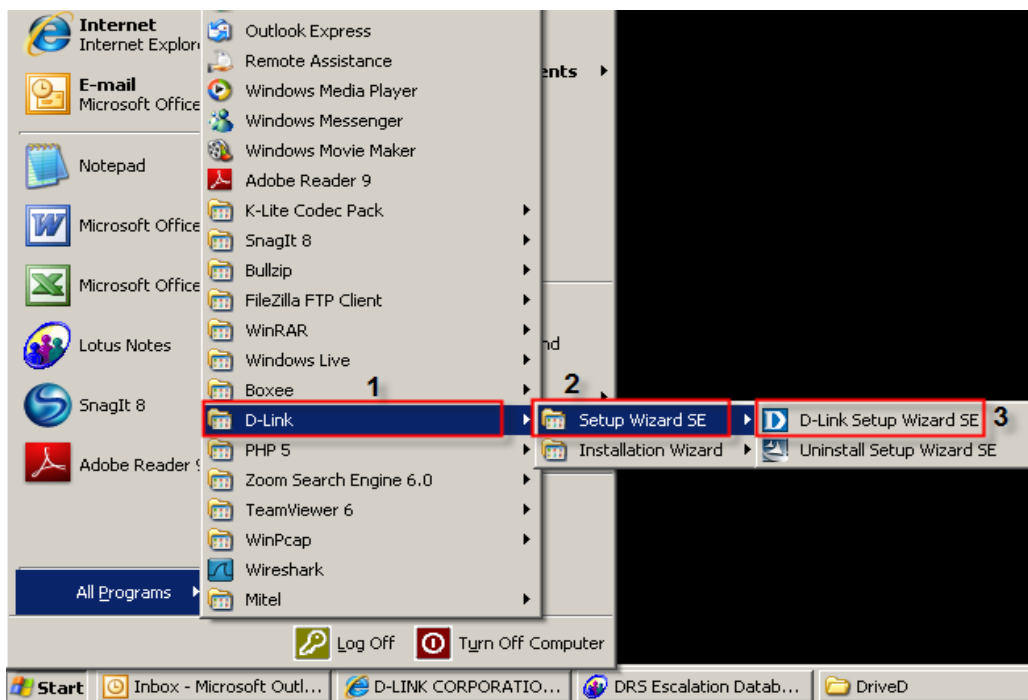 Internet
Internet Explor
E-mail
Microsoft Office
Notepad
Microsoft Office
Microsoft Office
Lotus Notes
SnagIt 8
Adobe Reader 9
All Programs
Outlook Express
Remote Assistance
Windows Media Player
Windows Messenger
Windows Movie Maker
Adobe Reader 9
K-Lite Codec Pack
SnagIt 8
Bullzip
FileZilla FTP Client
WinRAR
Windows Live
Boxee
1
D-Link
PHP 5
Zoom Search Engine 6.0
TeamViewer 6
WinPcap
Wireshark
Mitel
ents
nd
2
Setup Wizard SE
Installation Wizard
D-Link Setup Wizard SE
3
Uninstall Setup Wizard SE
Log Off
Turn Off Computer
Start
Inbox - Microsoft Outl...
D-LINK CORPORATIO...
DRS Escalation Datab...
DriveD